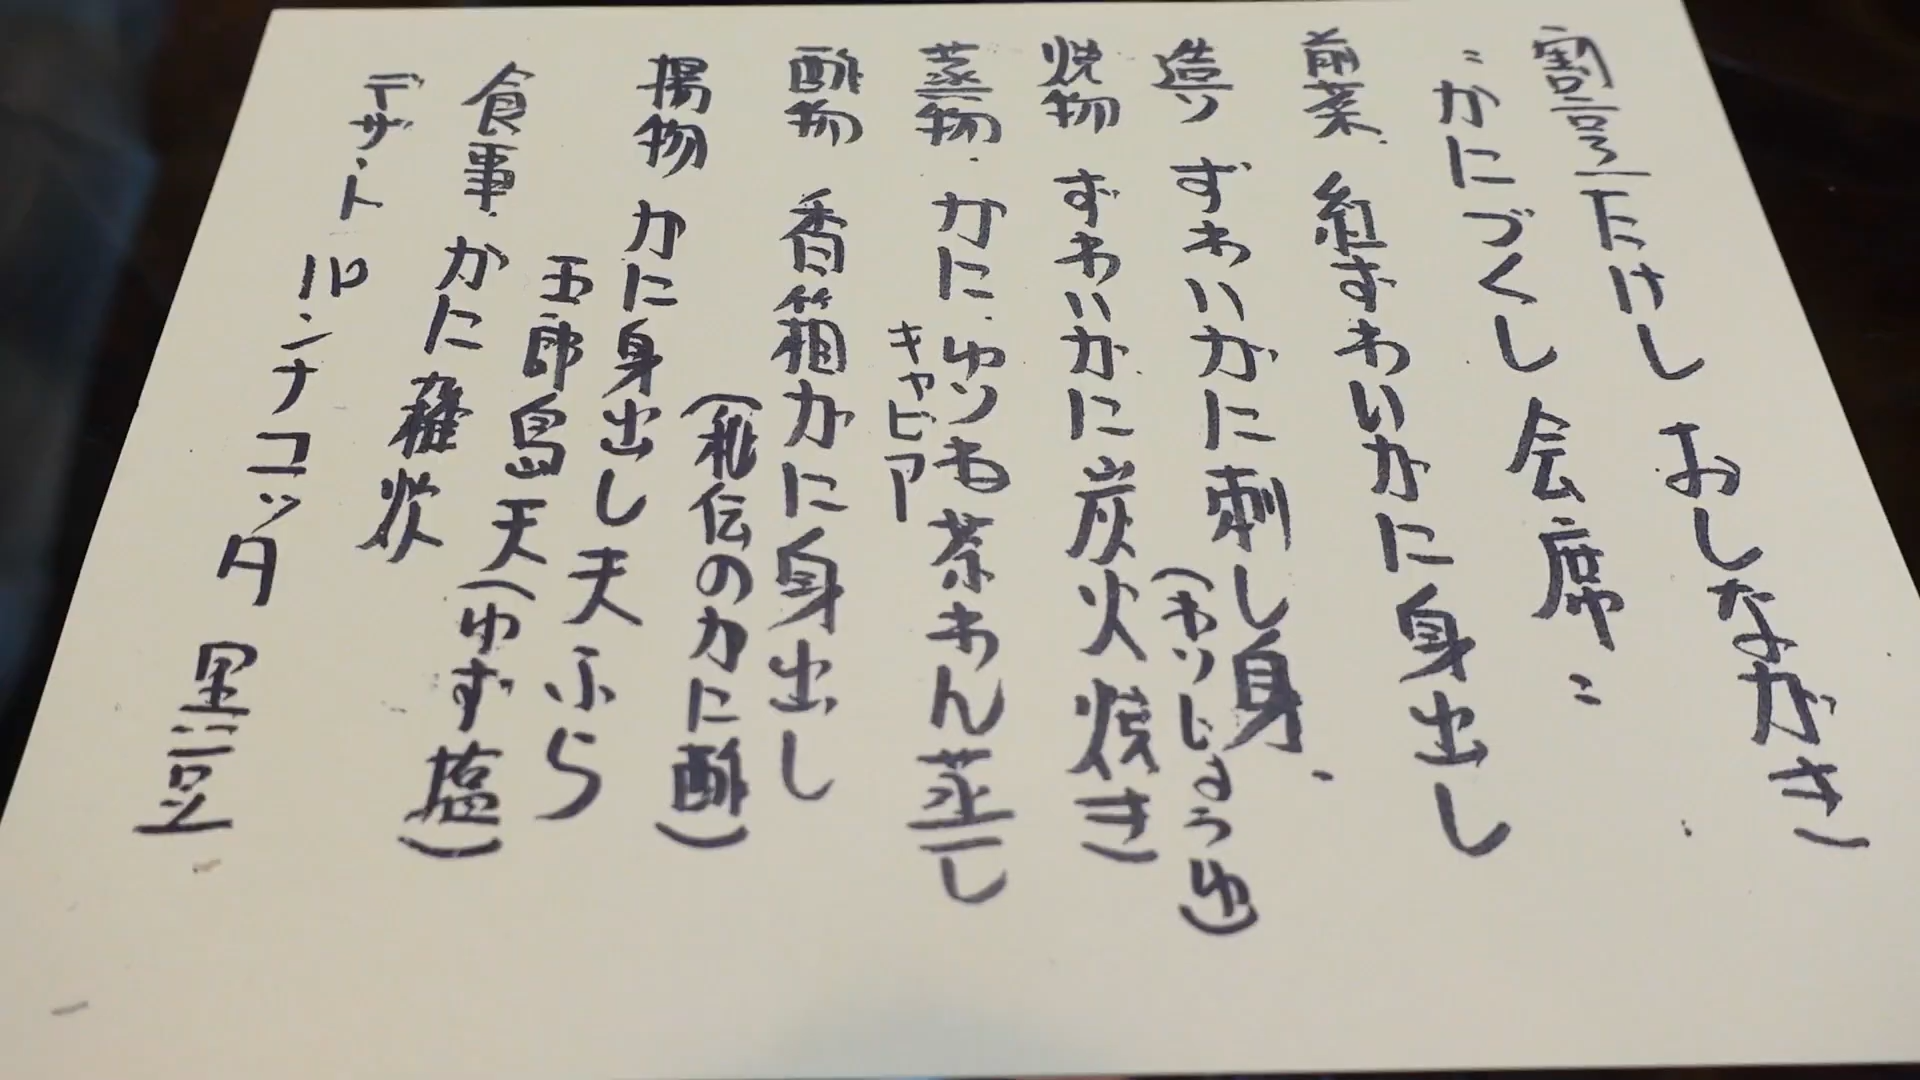 割烹たけし おしながき
〝かにづくし会席〟
前菜 紅ずわいかに身出し
造り ずわいがに刺し身
(わりじょうゆ)
焼物 ずわいかに炭火焼き
蒸物 かに、ゆりね茶わん蒸し
キャビア
酢物 香箱かに身出し
(秘伝のかに酢)
揚物 かに身出し天ぷら
五郎島天(ゆず塩)
食事 かに雑炊
デザート パンナコッタ 黒豆